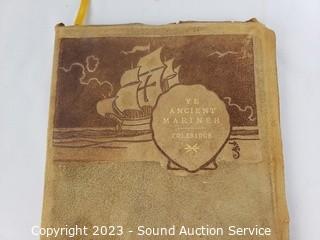 YE
ANCIENT
MARINER
COLERIDGE
Copyright 2023 - Sound Auction Service